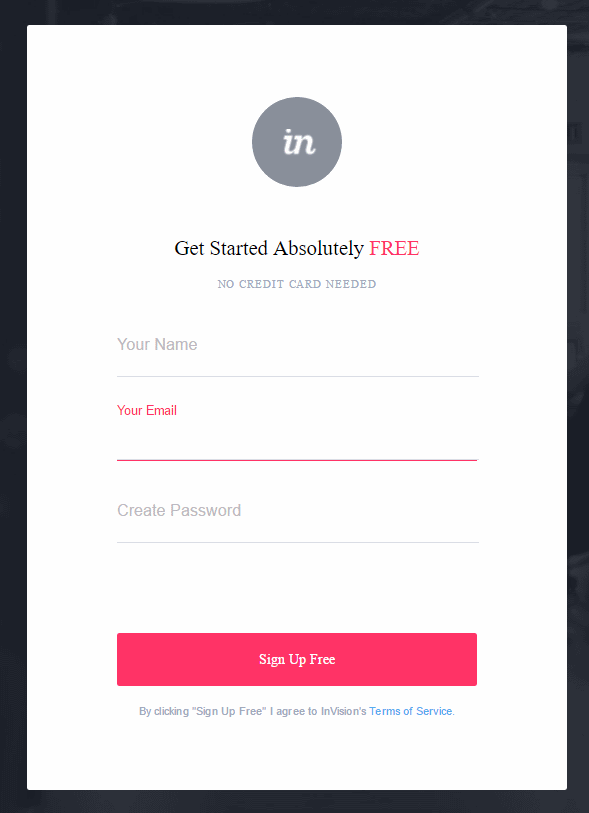 in
Get Started Absolutely FREE
NO CREDIT CARD NEEDED
Your Name
Your Email
Create Password
Sign Up Free
By clicking "Sign Up Free" I agree to InVision's Terms of Service.